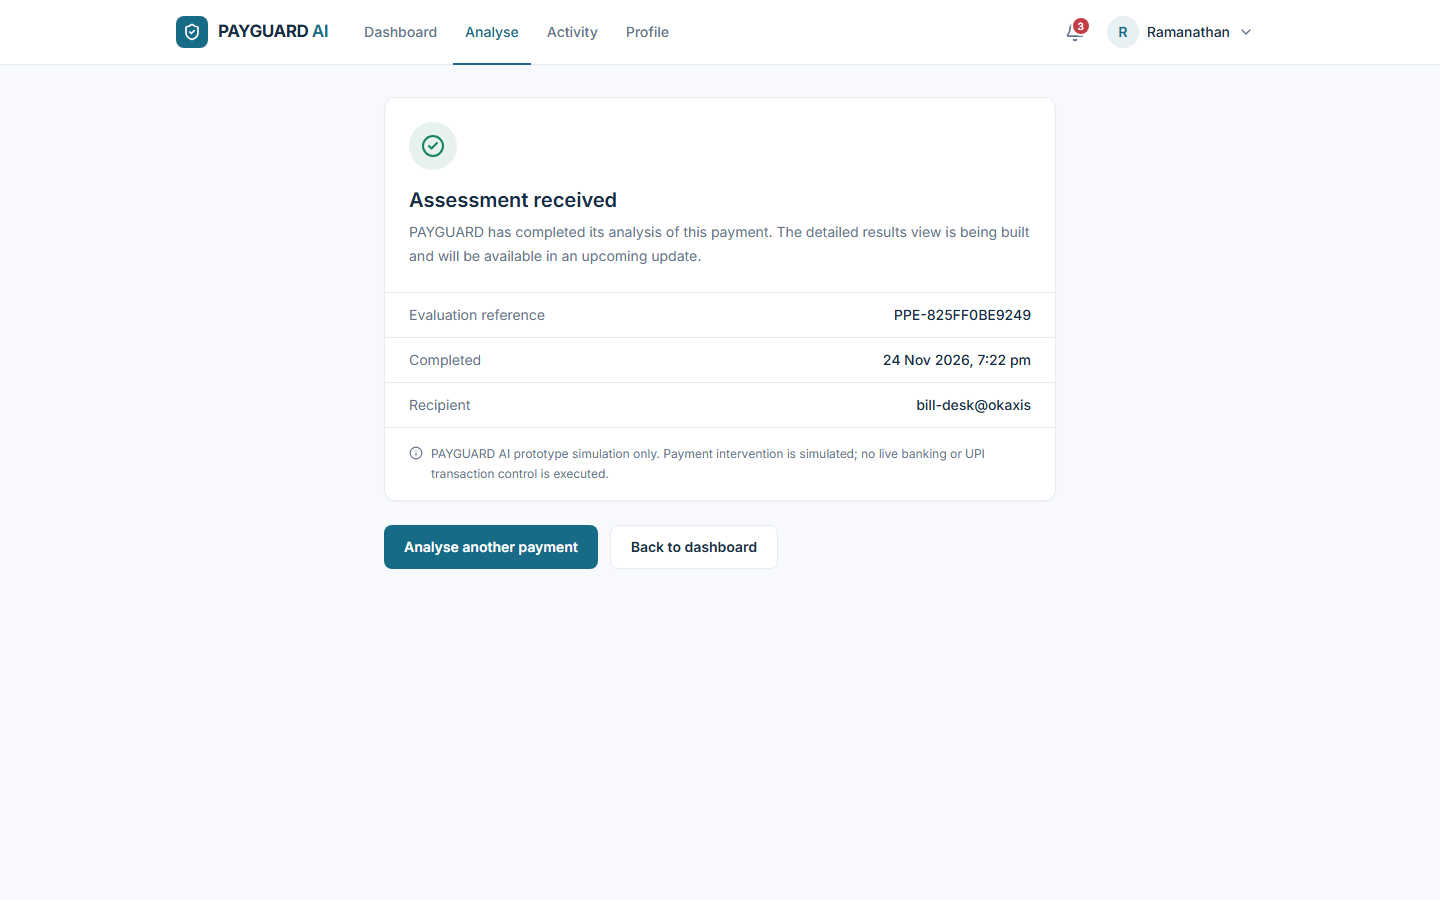 PAYGUARD AI
Dashboard
Analyse
Activity
Profile
3
R
Ramanathan
Assessment received
PAYGUARD has completed its analysis of this payment. The detailed results view is being built
and will be available in an upcoming update.
Evaluation reference PPE-825FF0BE9249
Completed 24 Nov 2026, 7:22 pm
Recipient bill-desk@okaxis
PAYGUARD AI prototype simulation only. Payment intervention is simulated; no live banking or UPI
transaction control is executed.
Analyse another payment
Back to dashboard